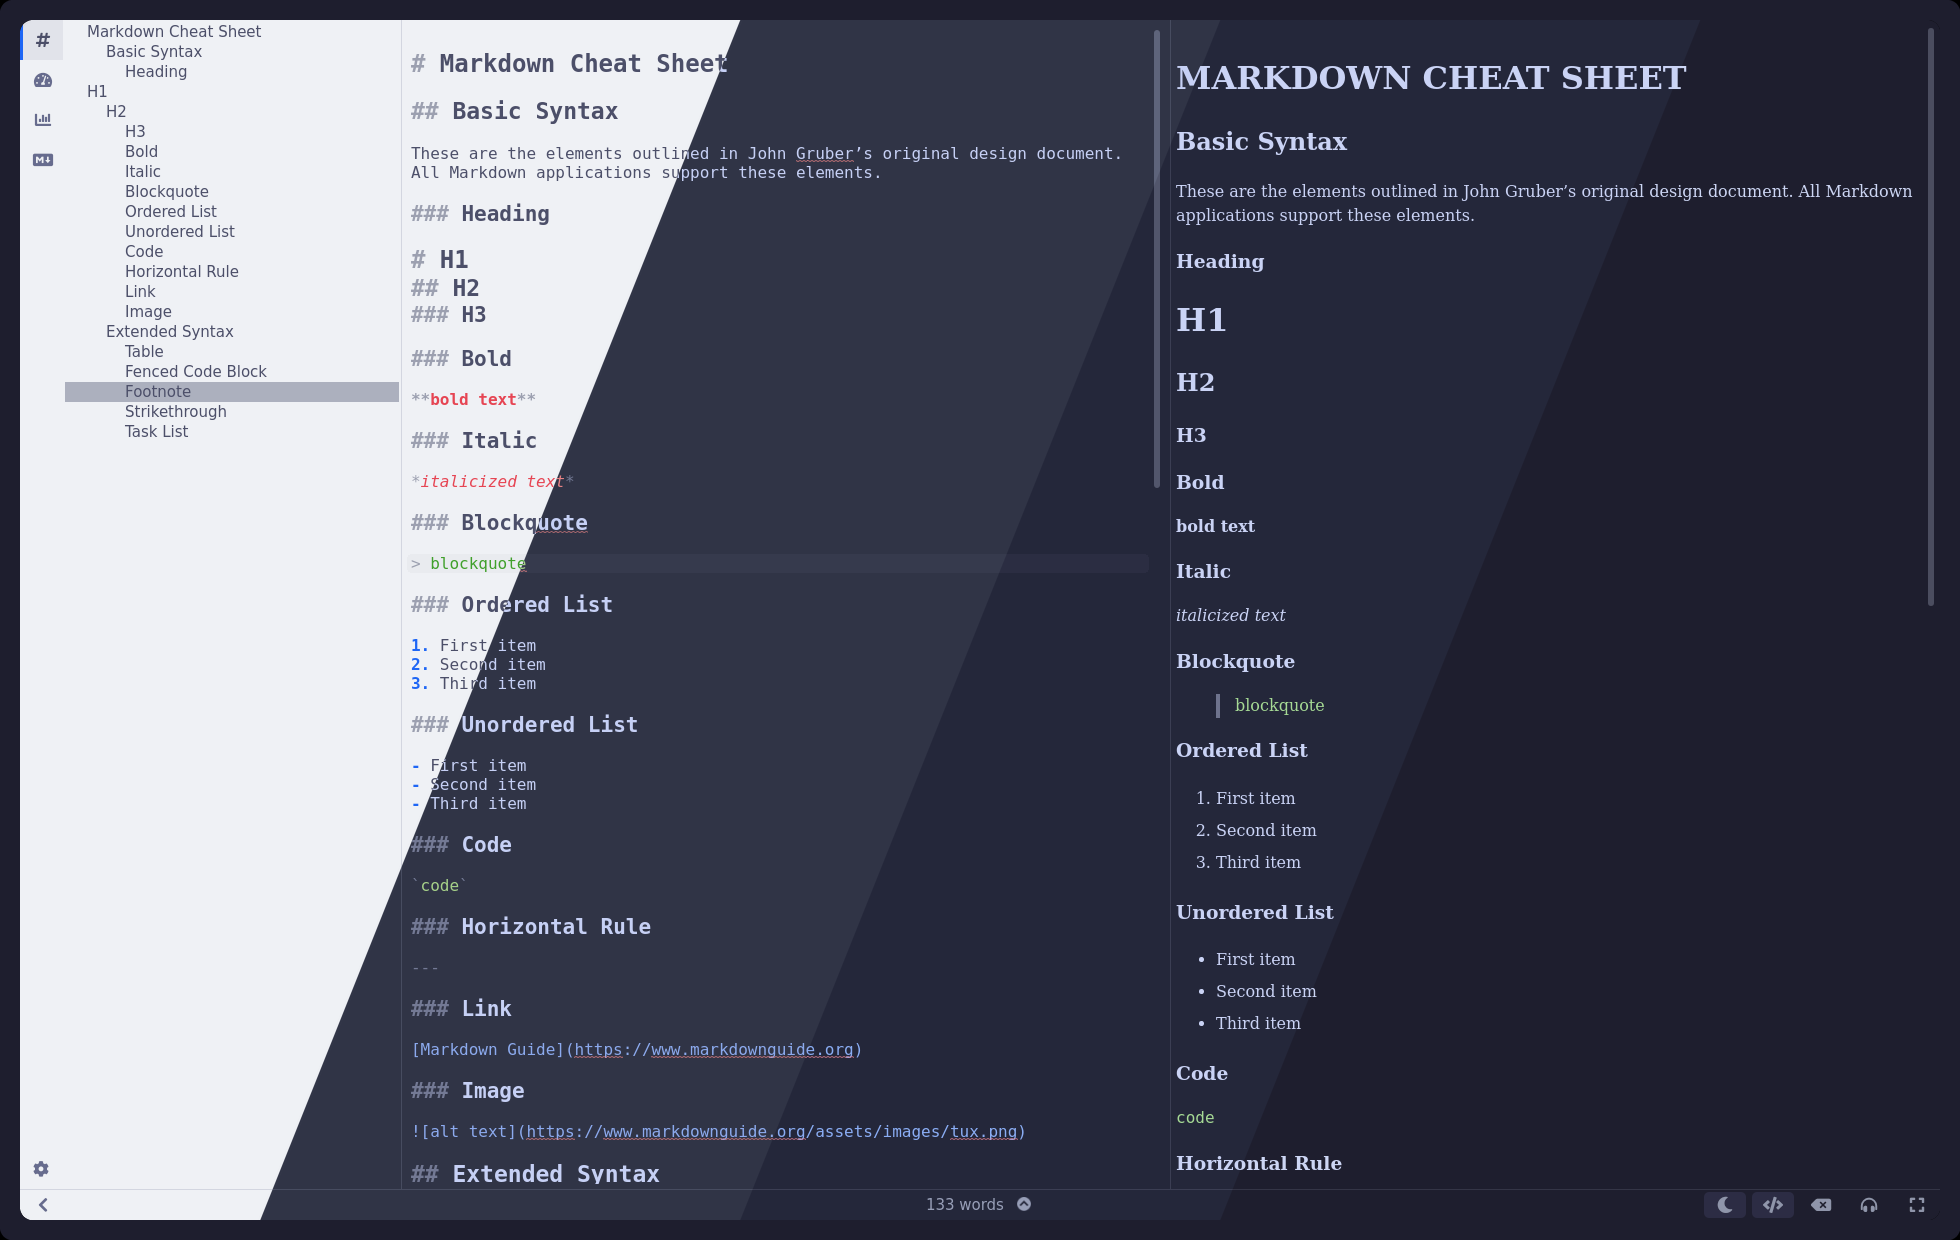 Markdown Cheat Sheet
Basic Syntax
Heading
H1
H2
H3
Bold
Italic
Blockquote
Ordered List
Unordered List
Code
Horizontal Rule
Link
Image
Extended Syntax
Table
Fenced Code Block
Footnote
Strikethrough
Task List
# Markdown Cheat Sheet
## Basic Syntax
These are the elements outlined in John Gruber’s original design document.
All Markdown applications support these elements.
### Heading
# H1
## H2
### H3
### Bold
**bold text**
### Italic
*italicized text*
### Blockquote
> blockquote
### Ordered List
1. First item
2. Second item
3. Third item
### Unordered List
- First item
- Second item
- Third item
### Code
`code`
### Horizontal Rule
---
### Link
[Markdown Guide](https://www.markdownguide.org)
### Image
![alt text](https://www.markdownguide.org/assets/images/tux.png)
## Extended Syntax
MARKDOWN CHEAT SHEET
Basic Syntax
These are the elements outlined in John Gruber’s original design document. All Markdown
applications support these elements.
Heading
H1
H2
H3
Bold
bold text
Italic
italicized text
Blockquote
blockquote
Ordered List
1. First item
2. Second item
3. Third item
Unordered List
• First item
• Second item
• Third item
Code
code
Horizontal Rule
133 words